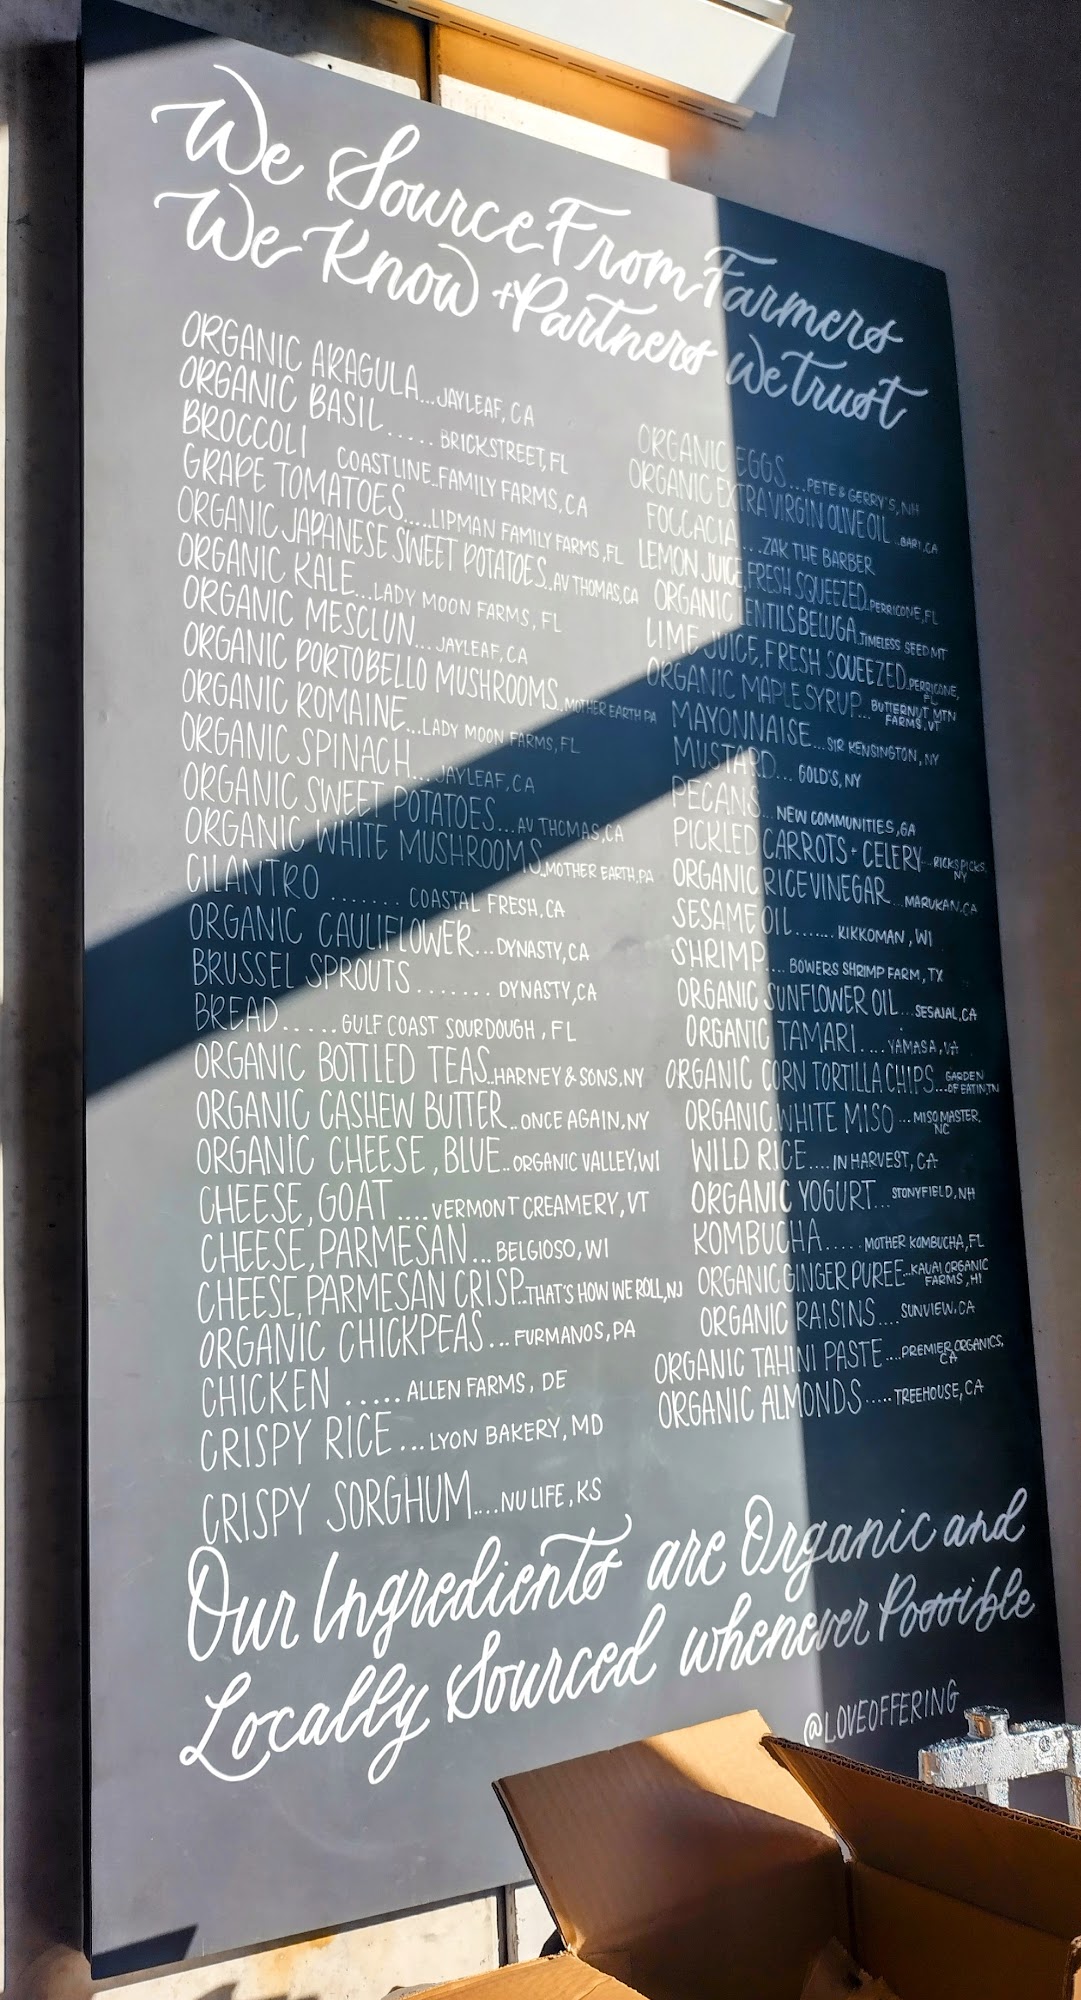 We Source From Farmers
We Know + Partners We trust
ORGANIC ARAGULA...JAYLEAF, CA
ORGANIC BASIL..... BRICKSTREET, FL
BROCCOLI COASTLINE FAMILY FARMS, CA
GRAPE TOMATOES.....LIPMAN FAMILY FARMS, FL
ORGANIC JAPANESE SWEET POTATOES..AV THOMAS, CA
ORGANIC KALE...LADY MOON FARMS, FL
ORGANIC MESCLUN... JAYLEAF, CA
ORGANIC PORTOBELLO MUSHROOMS...MOTHER EARTH PA
ORGANIC ROMAINE...LADY MOON FARMS, FL
ORGANIC SPINACH...JAYLEAF, CA
ORGANIC SWEET POTATOES...AV THOMAS, CA
ORGANIC WHITE MUSHROOMS..MOTHER EARTH, PA
CILANTRO ....... COASTAL FRESH, CA
ORGANIC CAULIFLOWER...DYNASTY, CA
BRUSSEL SPROUTS ....... DYNASTY, CA
BREAD.....GULF COAST SOURDOUGH, FL
ORGANIC BOTTLED TEAS..HARNEY & SONS, NY
ORGANIC CASHEW BUTTER..ONCE AGAIN, NY
ORGANIC CHEESE, BLUE..ORGANIC VALLEY, WI
CHEESE, GOAT ....VERMONT CREAMERY, VT
CHEESE, PARMESAN...BELGIOSO, WI
CHEESE, PARMESAN CRISP..THAT'S HOW WE ROLL, NJ
ORGANIC CHICKPEAS...FURMANOS, PA
CHICKEN .....ALLEN FARMS, DE
CRISPY RICE...LYON BAKERY, MD
CRISPY SORGHUM....NU LIFE, KS
ORGANIC EGGS...PETE & GERRY'S, NH
ORGANIC EXTRA VIRGIN OLIVE OIL..BARI, CA
FOCCACIA...ZAK THE BARBER
LEMON JUICE, FRESH SQUEEZED..PERRICONE, FL
ORGANIC LENTILS BELUGA..TIMELESS SEED MT
LIME JUICE, FRESH SQUEEZED..PERRICONE,
FL
ORGANIC MAPLE SYRUP... BUTTERNUT MTN
FARMS, VT
MAYONNAISE...SIR KENSINGTON, NY
MUSTARD... GOLD'S, NY
PECANS...NEW COMMUNITIES, GA
PICKLED CARROTS + CELERY...RICKS PICKS,
NY
ORGANIC RICE VINEGAR...MARUKAN, CA
SESAME OIL.......KIKKOMAN, WI
SHRIMP.... BOWERS SHRIMP FARM, TX
ORGANIC SUNFLOWER OIL...SESAJAL, CA
ORGANIC TAMARI....YAMASA, VA
ORGANIC CORN TORTILLA CHIPS...GARDEN
OF EATIN, TN
ORGANIC WHITE MISO ...MISO MASTER,
NC
WILD RICE....IN HARVEST, CA
ORGANIC YOGURT...STONYFIELD, NH
KOMBUCHA.....MOTHER KOMBUCHA, FL
ORGANIC GINGER PUREE..KAUAI ORGANIC
FARMS, HI
ORGANIC RAISINS....SUNVIEW, CA
ORGANIC TAHINI PASTE....PREMIER ORGANICS,
CA
ORGANIC ALMONDS.....TREEHOUSE, CA
Our Ingredients are Organic and
Locally Sourced whenever Possible
@LOVEOFFERING